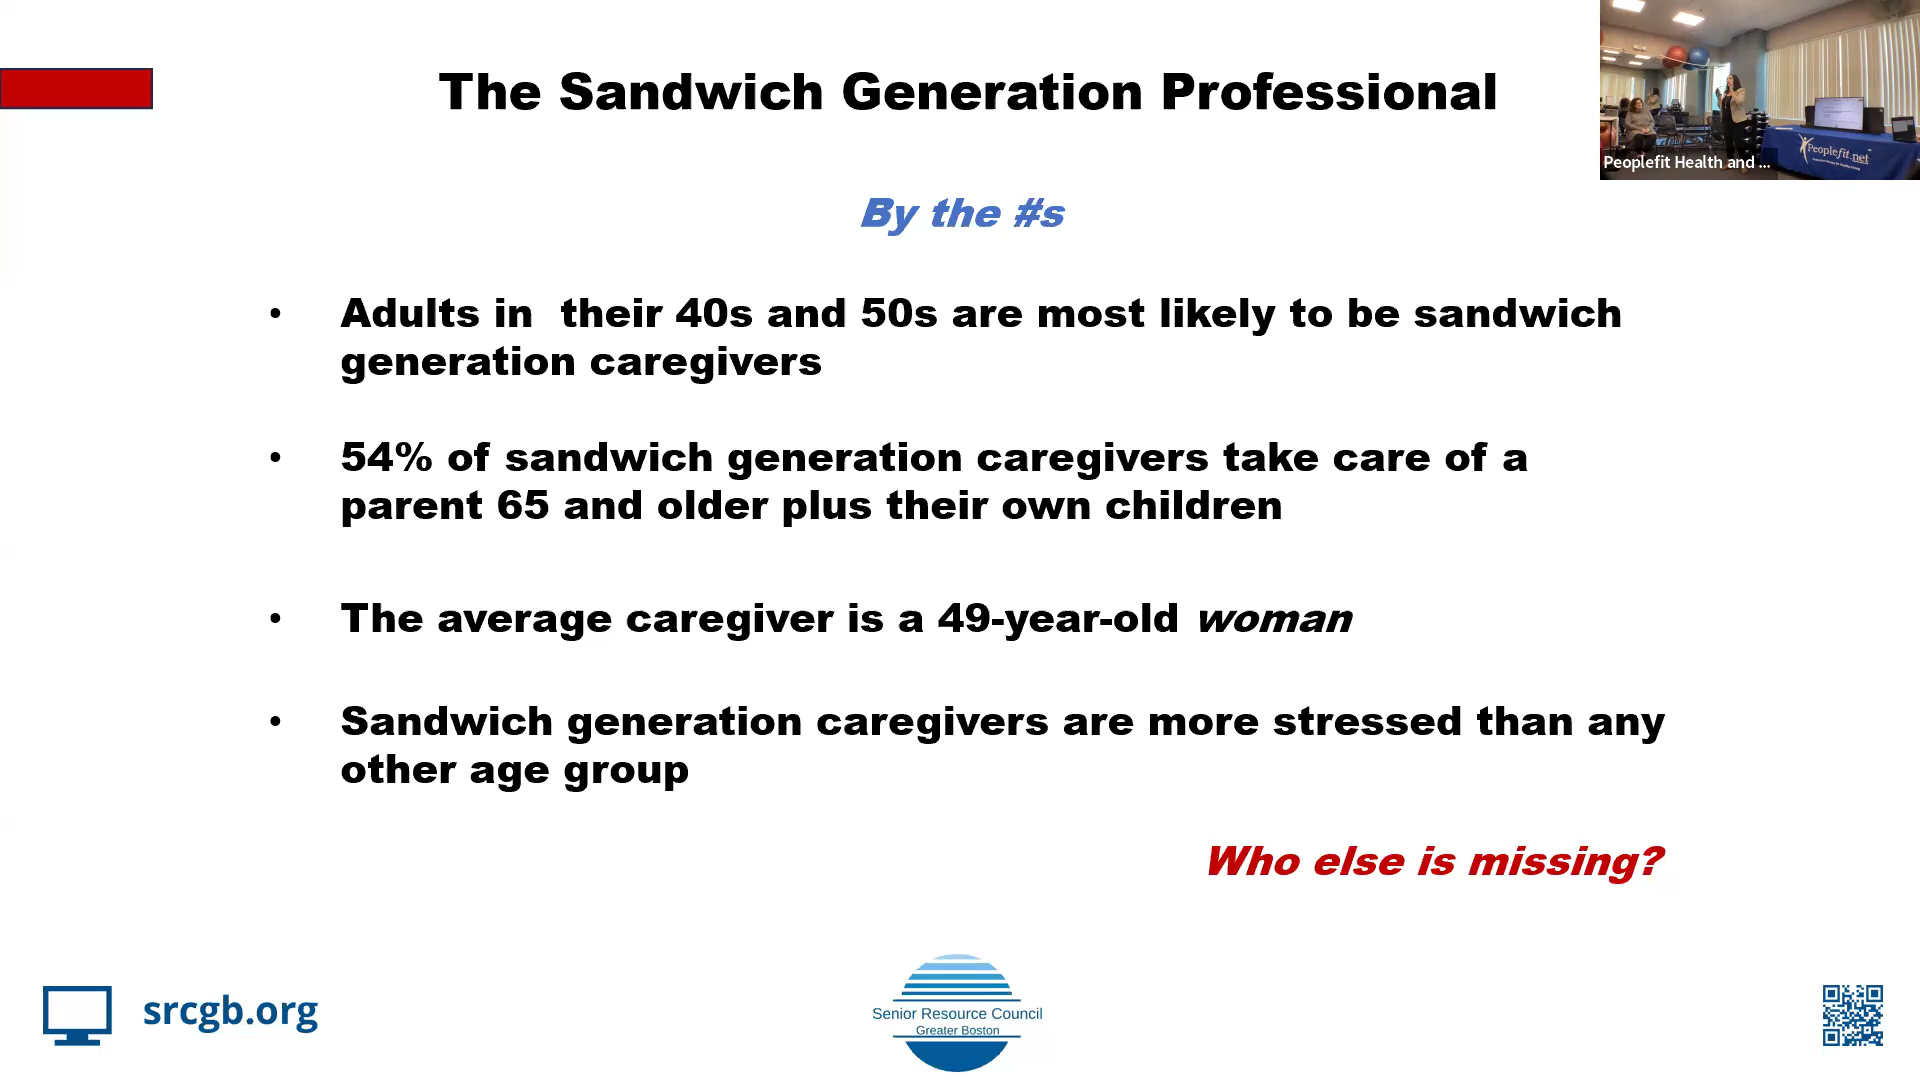 The Sandwich Generation Professional
Peoplefit.net
Peoplefit Health and ...
By the #s
• Adults in  their 40s and 50s are most likely to be sandwich
generation caregivers
• 54% of sandwich generation caregivers take care of a
parent 65 and older plus their own children
• The average caregiver is a 49-year-old woman
• Sandwich generation caregivers are more stressed than any
other age group
Who else is missing?
srcgb.org
Senior Resource Council
Greater Boston